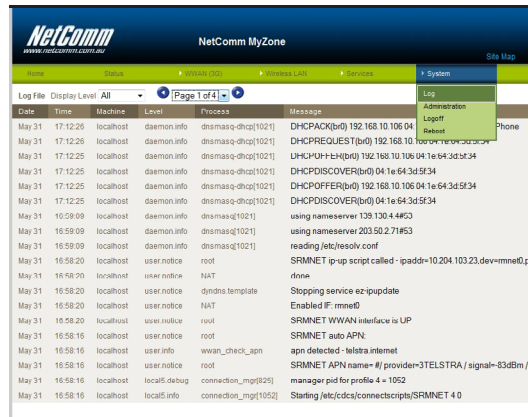 NetComm
www.netcomm.com.au
NetComm MyZone
Site Map
Home Status WWAN (3G) Wireless LAN Services System
Log
Administration
Logoff
Reboot
Log File Display Level All Page 1 of 4
Date Time Machine Level Process Message
May 31 17:12:26 localhost daemon.info dnsmasq-dhcp[1021] DHCPACK(br0) 192.168.10.106 04: Phone
May 31 17:12:26 localhost daemon.info dnsmasq-dhcp[1021] DHCPREQUEST(br0) 192.168.10.106 04:1e:64:3d:5f:34
May 31 17:12:25 localhost daemon.info dnsmasq-dhcp[1021] DHCPOFFER(br0) 192.168.10.106 04:1e:64:3d:5f:34
May 31 17:12:25 localhost daemon.info dnsmasq-dhcp[1021] DHCPDISCOVER(br0) 04:1e:64:3d:5f:34
May 31 17:12:25 localhost daemon.info dnsmasq-dhcp[1021] DHCPOFFER(br0) 192.168.10.106 04:1e:64:3d:5f:34
May 31 17:12:25 localhost daemon.info dnsmasq-dhcp[1021] DHCPDISCOVER(br0) 04:1e:64:3d:5f:34
May 31 16:59:09 localhost daemon.info dnsmasq[1021] using nameserver 139.130.4.4#53
May 31 16:59:09 localhost daemon.info dnsmasq[1021] using nameserver 203.50.2.71#53
May 31 16:59:09 localhost daemon.info dnsmasq[1021] reading /etc/resolv.conf
May 31 16:58:20 localhost user.notice root SRMNET ip-up script called - ipaddr=10.204.103.23,dev=rmnet0,p
May 31 16:58:20 localhost user.notice NAT done
May 31 16:58:20 localhost user.notice dyndns.template Stopping service ez-ipupdate
May 31 16:58:20 localhost user.notice NAT Enabled IF: rmnet0
May 31 16:58:20 localhost user.notice root SRMNET WWAN interface is UP
May 31 16:58:16 localhost user.notice root SRMNET auto APN:
May 31 16:58:16 localhost user.info wwan_check_apn apn detected - telstra.internet
May 31 16:58:16 localhost user.notice root SRMNET APN name= #/ provider=3TELSTRA / signal=-83dBm /
May 31 16:58:16 localhost local5.debug connection_mgr[825] manager pid for profile 4 = 1052
May 31 16:58:16 localhost local5.info connection_mgr[1052] Starting /etc/cdcs/connectscripts/SRMNET 4 0